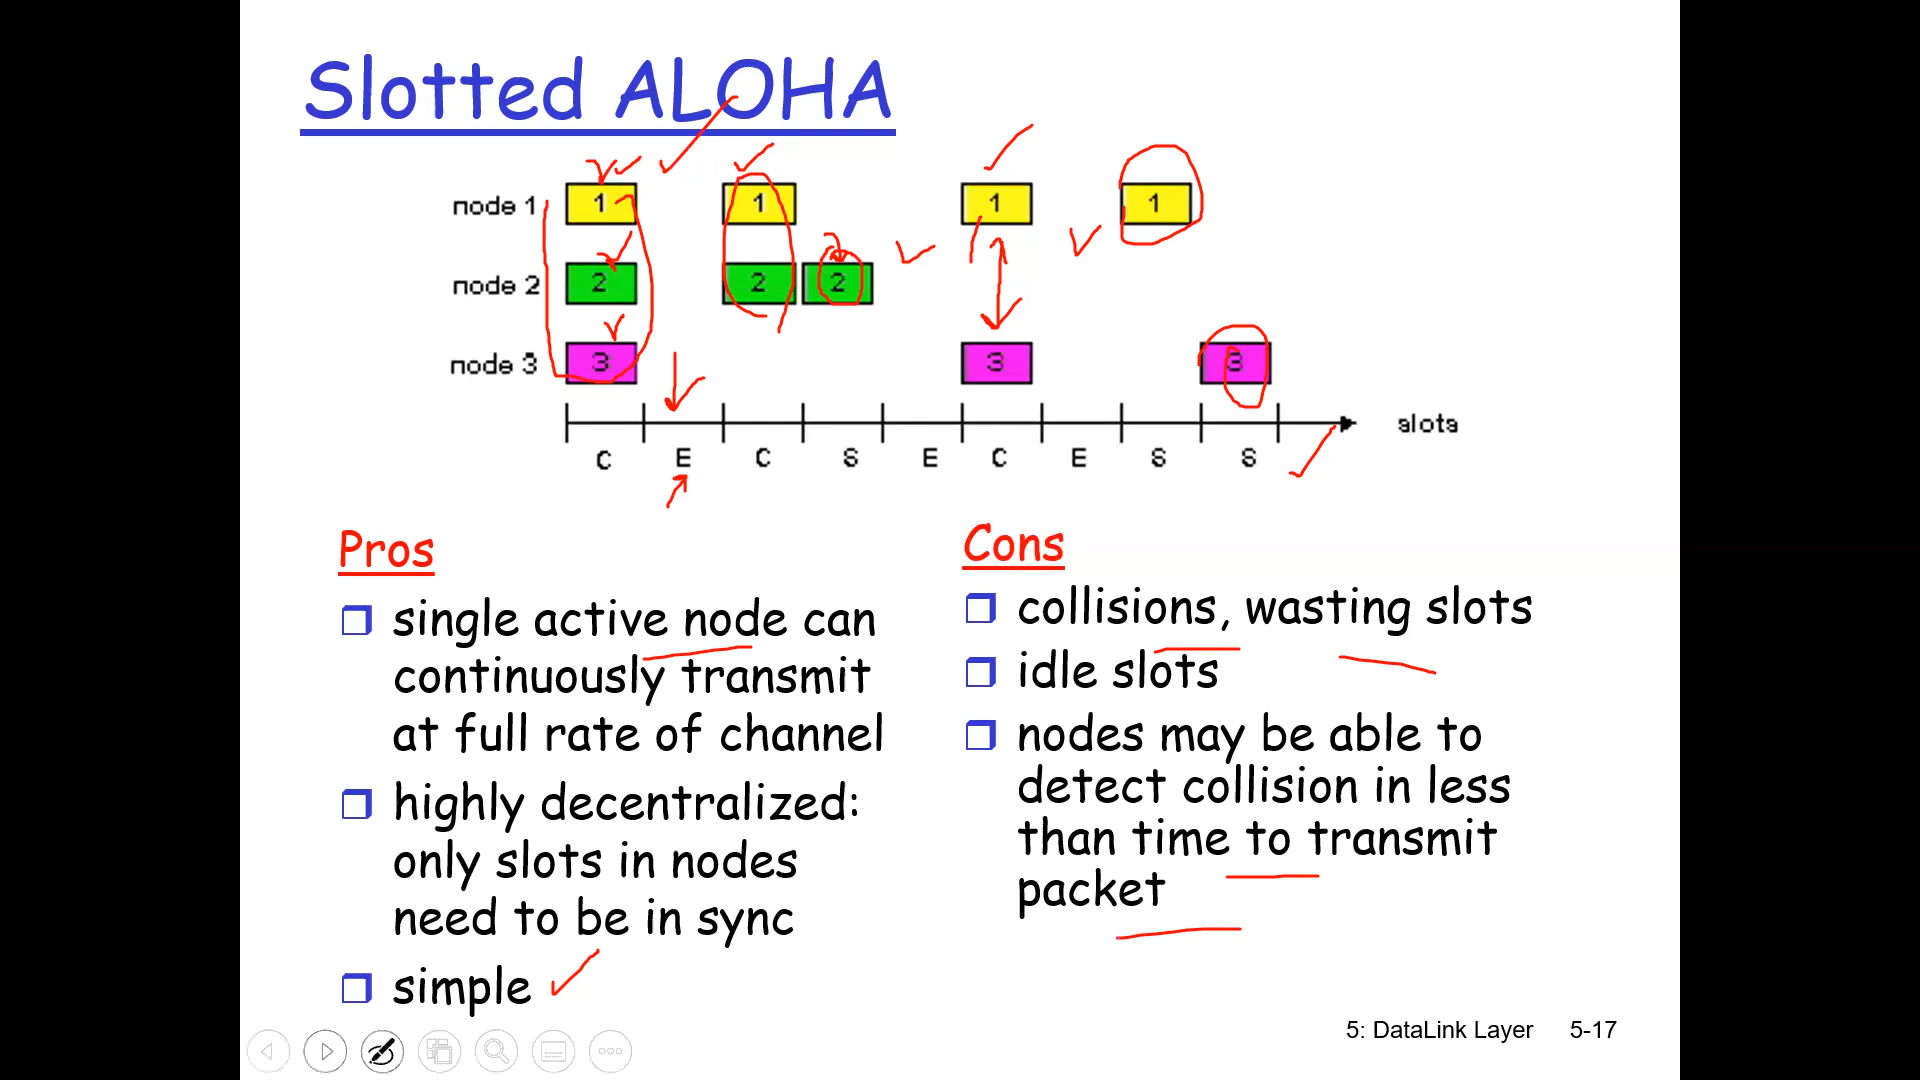 Slotted ALOHA
node 1 1 1 1 1
node 2 2 2 2
node 3 3 3 3
slots
C E C S E C E S S
Pros
single active node can
continuously transmit
at full rate of channel
highly decentralized:
only slots in nodes
need to be in sync
simple
Cons
collisions, wasting slots
idle slots
nodes may be able to
detect collision in less
than time to transmit
packet
5: DataLink Layer 5-17